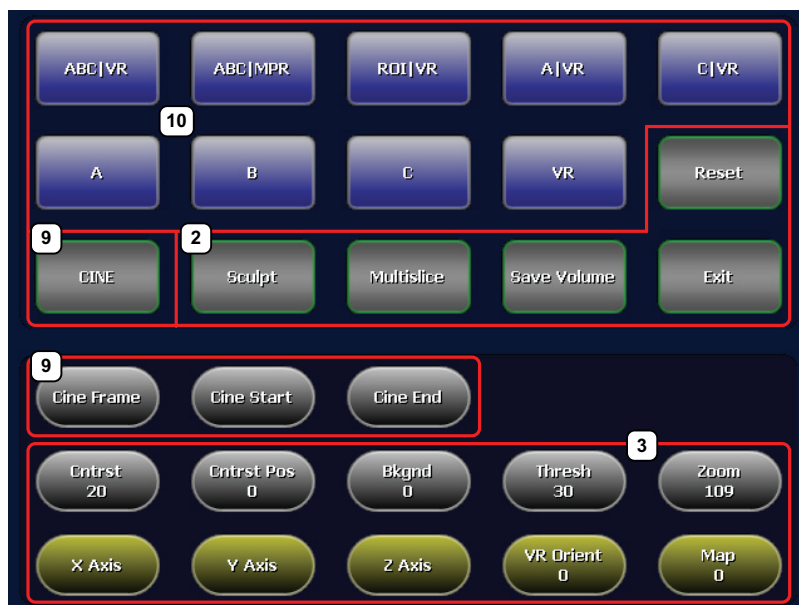 ABC|VR ABC|MPR ROI|VR A|VR C|VR
10
A B C VR Reset
9 2
CINE Sculpt Multislice Save Volume Exit
9
Cine Frame Cine Start Cine End
3
Cntrst Cntrst Pos Bkgnd Thresh Zoom
20 0 0 30 109
X Axis Y Axis Z Axis VR Orient Map
0 0